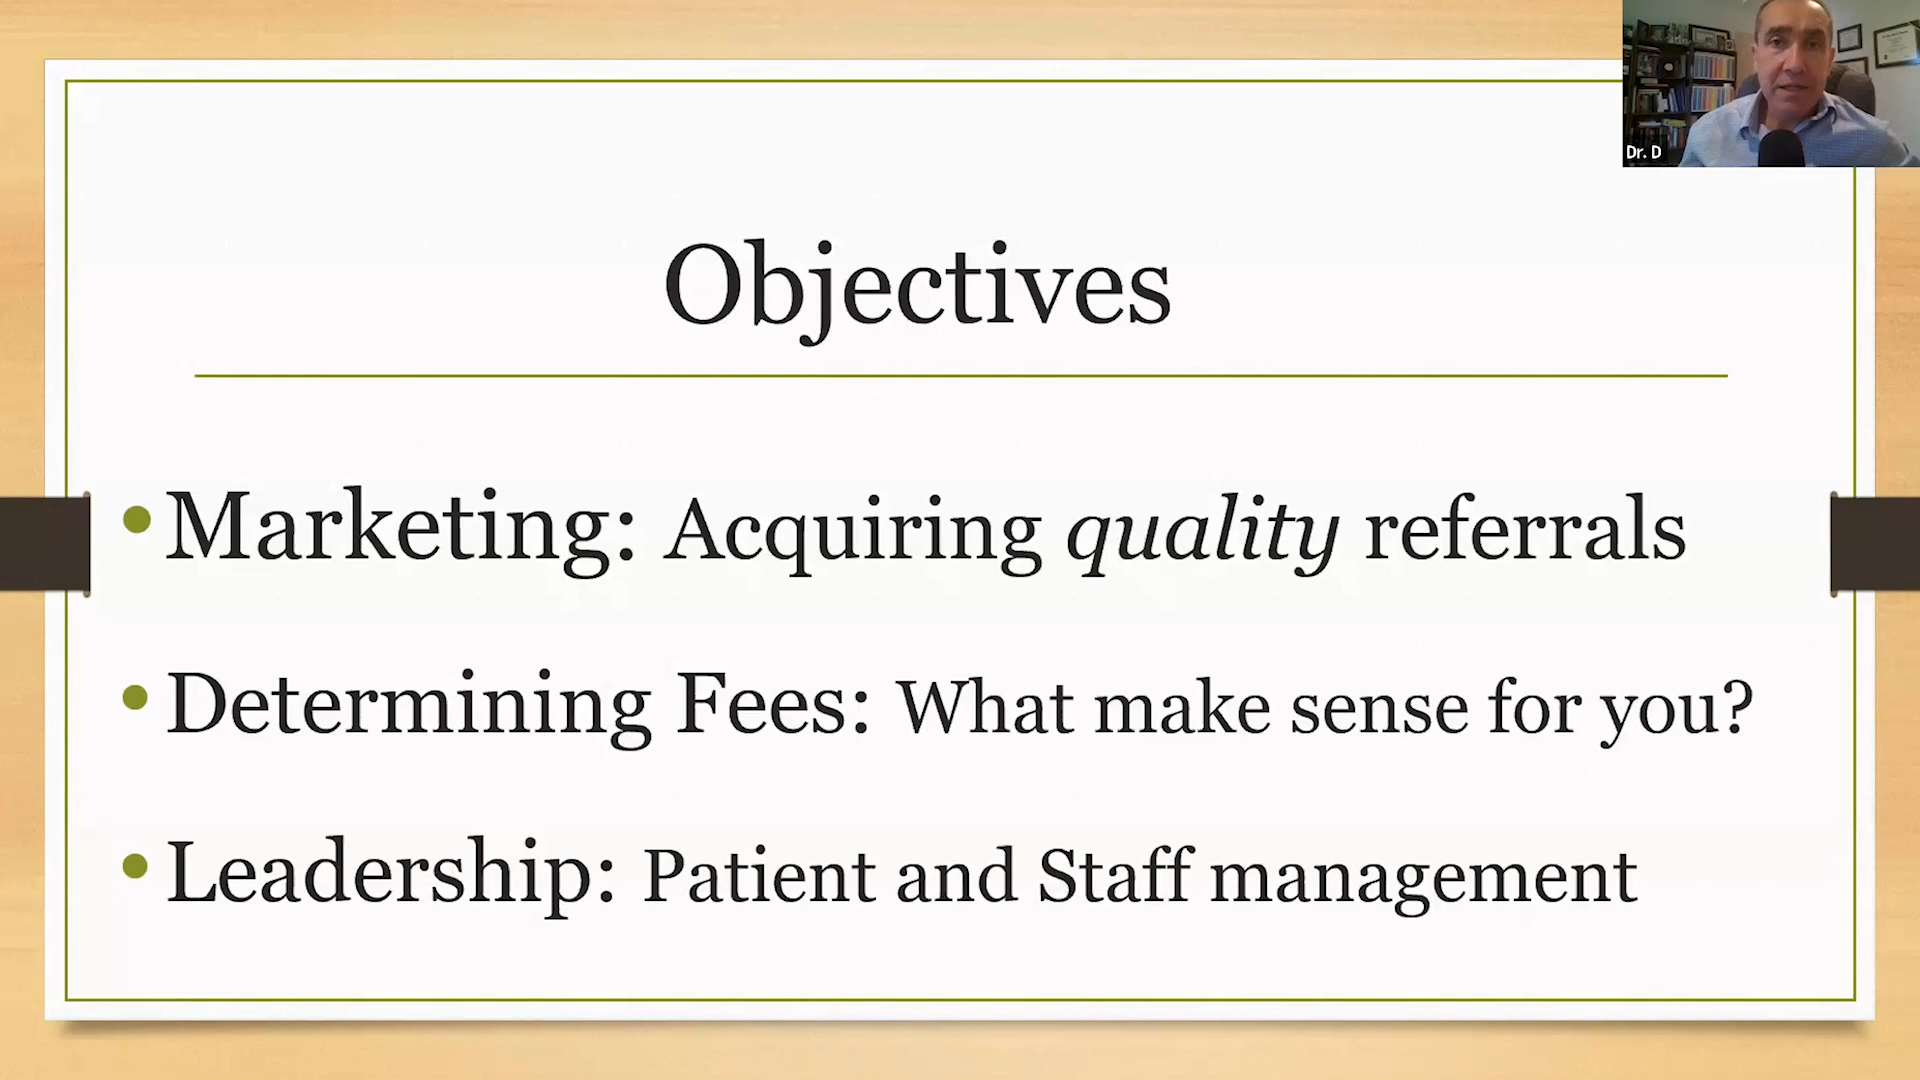 Dr. D
Objectives
• Marketing: Acquiring quality referrals
• Determining Fees: What make sense for you?
• Leadership: Patient and Staff management